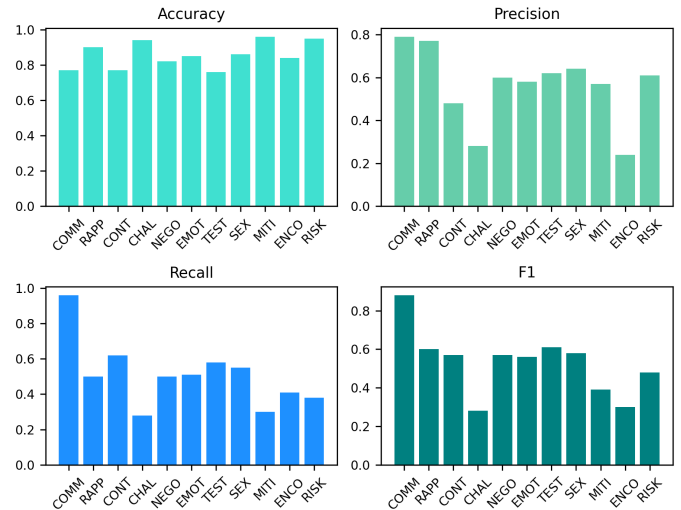 Accuracy
1.0
0.8
0.6
0.4
0.2
0.0
COMM RAPP CONT CHAL NEGO EMOT TEST SEX MITI ENCO RISK
Precision
0.8
0.6
0.4
0.2
0.0
COMM RAPP CONT CHAL NEGO EMOT TEST SEX MITI ENCO RISK
Recall
1.0
0.8
0.6
0.4
0.2
0.0
COMM RAPP CONT CHAL NEGO EMOT TEST SEX MITI ENCO RISK
F1
0.8
0.6
0.4
0.2
0.0
COMM RAPP CONT CHAL NEGO EMOT TEST SEX MITI ENCO RISK